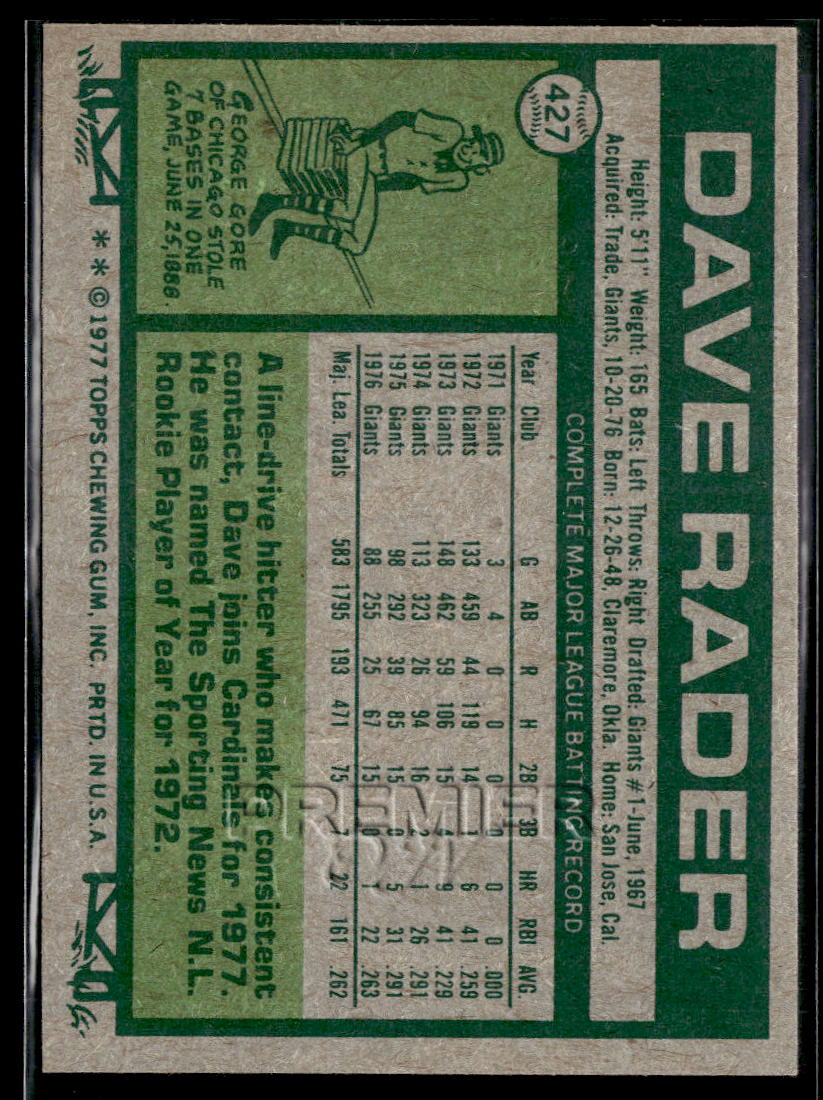 DAVE RADER
427
Height: 5'11" Weight: 165 Bats: Left Throws: Right Drafted: Giants #1-June, 1967
Acquired: Trade, Giants, 10-20-76 Born: 12-26-48, Claremore, Okla. Home: San Jose, Cal.
COMPLETE MAJOR LEAGUE BATTING RECORD
Year Club G AB R H 2B 3B HR RBI AVG.
1971 Giants 3 4 0 0 0 0 0 0 .000
1972 Giants 133 459 44 119 14 1 6 41 .259
1973 Giants 148 462 59 106 15 4 9 41 .229
1974 Giants 113 323 26 94 16 2 1 26 .291
1975 Giants 98 292 39 85 15 0 5 31 .291
1976 Giants 88 255 25 67 15 0 1 22 .263
Maj. Lea. Totals 583 1795 193 471 75 7 22 161 .262
GEORGE GORE
OF CHICAGO STOLE
7 BASES IN ONE
GAME, JUNE 25, 1888.
A line-drive hitter who makes consistent
contact, Dave joins Cardinals for 1977.
He was named The Sporting News N.L.
Rookie Player of Year for 1972.
* * © 1977 TOPPS CHEWING GUM, INC. PRTD. IN U.S.A.
PREMIER